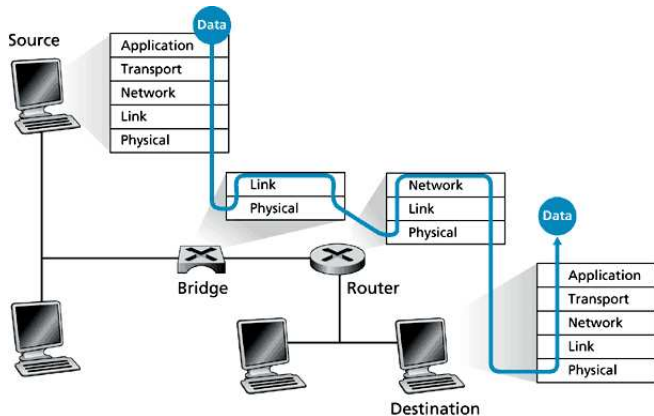 Data
Source
Application
Transport
Network
Link
Physical
Link
Physical
Network
Link
Physical
Data
Bridge
Router
Application
Transport
Network
Link
Physical
Destination